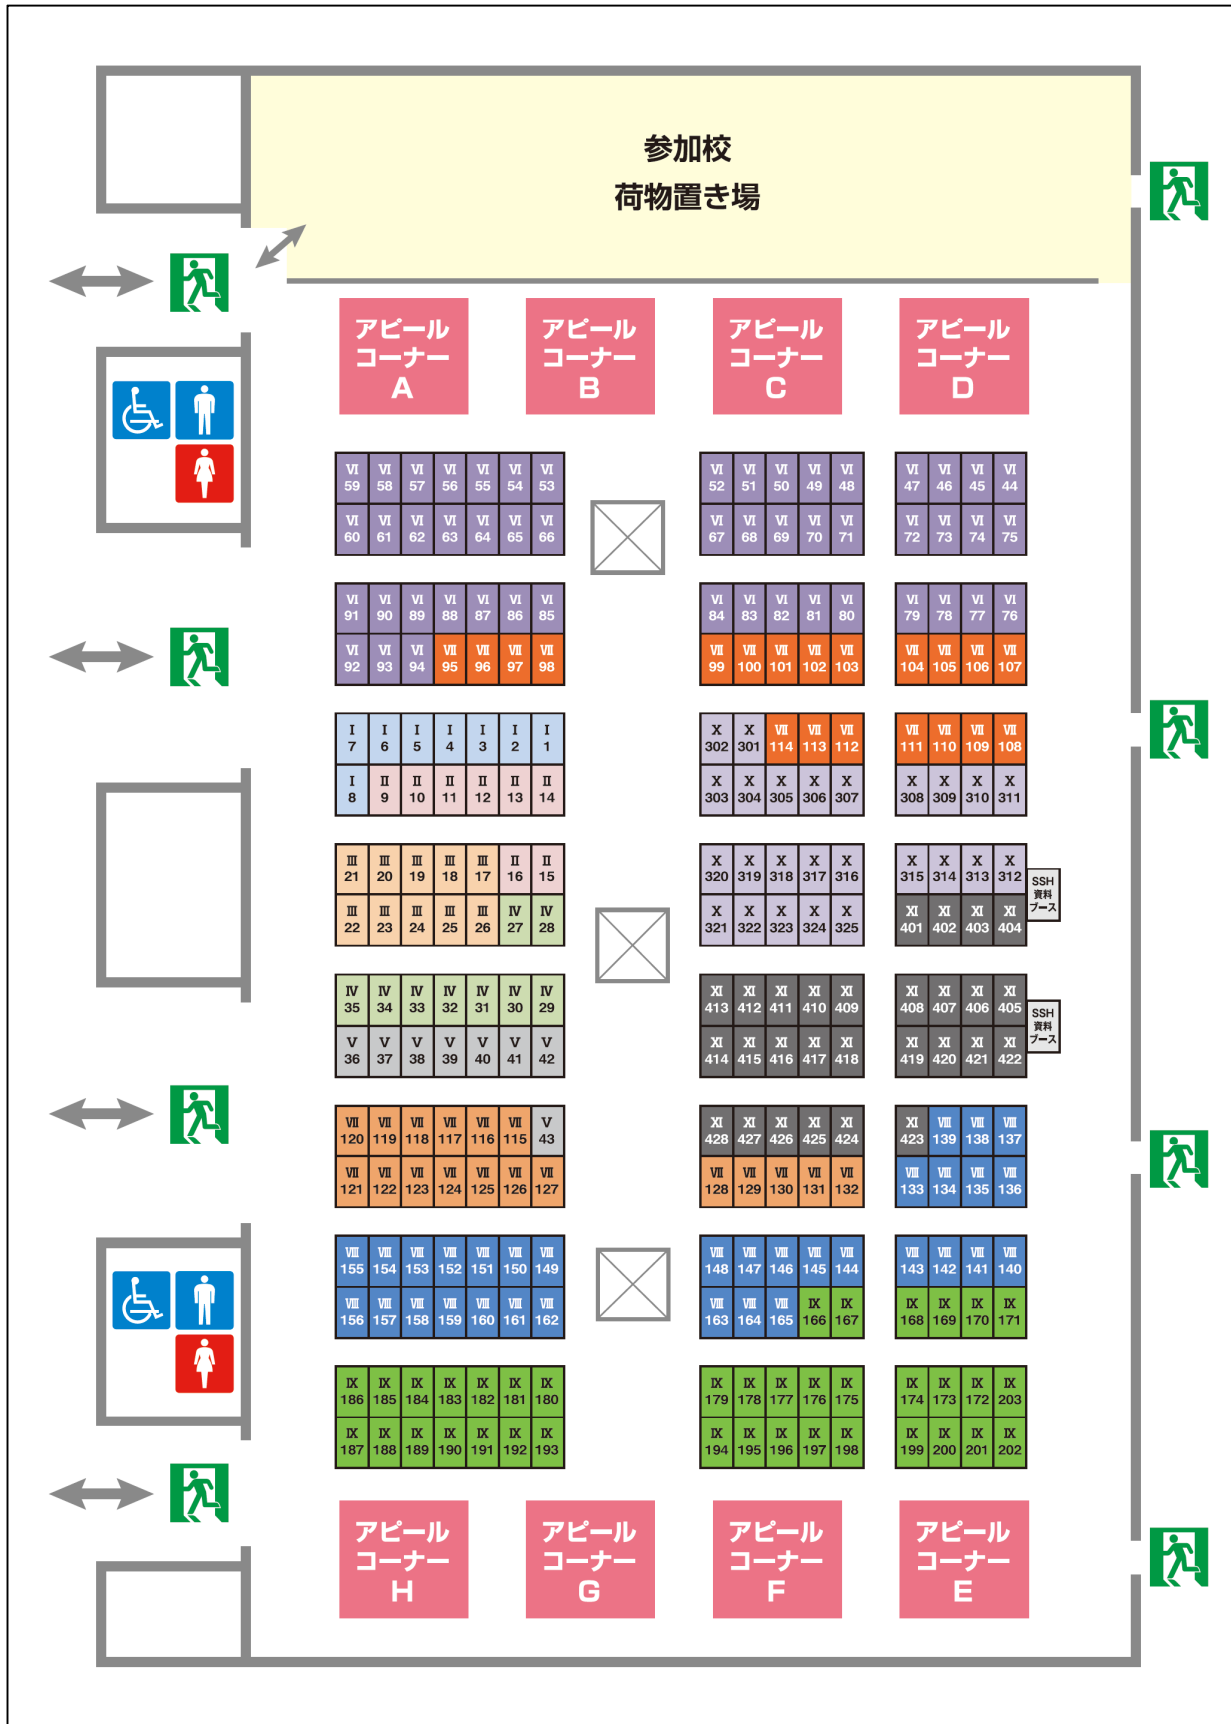 参加校
荷物置き場
アピール
コーナー
A
アピール
コーナー
B
アピール
コーナー
C
アピール
コーナー
D
VI VI VI VI VI VI VI
59 58 57 56 55 54 53
VI VI VI VI VI VI VI
60 61 62 63 64 65 66
VI VI VI VI VI
52 51 50 49 48
VI VI VI VI VI
67 68 69 70 71
VI VI VI VI
47 46 45 44
VI VI VI VI
72 73 74 75
VI VI VI VI VI VI VI
91 90 89 88 87 86 85
VI VI VI VII VII VII VII
92 93 94 95 96 97 98
VI VI VI VI VI
84 83 82 81 80
VII VII VII VII VII
99 100 101 102 103
VI VI VI VI
79 78 77 76
VII VII VII VII
104 105 106 107
I I I I I I I
7 6 5 4 3 2 1
I II II II II II II
8 9 10 11 12 13 14
X X VII VII VII
302 301 114 113 112
X X X X X
303 304 305 306 307
VII VII VII VII
111 110 109 108
X X X X
308 309 310 311
III III III III III II II
21 20 19 18 17 16 15
III III III III III IV IV
22 23 24 25 26 27 28
X X X X X
320 319 318 317 316
X X X X X
321 322 323 324 325
X X X X
315 314 313 312
XI XI XI XI
401 402 403 404
SSH
資料
ブース
IV IV IV IV IV IV IV
35 34 33 32 31 30 29
V V V V V V V
36 37 38 39 40 41 42
XI XI XI XI XI
413 412 411 410 409
XI XI XI XI XI
414 415 416 417 418
XI XI XI XI
408 407 406 405
XI XI XI XI
419 420 421 422
SSH
資料
ブース
VII VII VII VII VII VII V
120 119 118 117 116 115 43
VII VII VII VII VII VII VII
121 122 123 124 125 126 127
XI XI XI XI XI
428 427 426 425 424
VII VII VII VII VII
128 129 130 131 132
XI VIII VIII VIII
423 139 138 137
VIII VIII VIII VIII
133 134 135 136
VIII VIII VIII VIII VIII VIII VIII
155 154 153 152 151 150 149
VIII VIII VIII VIII VIII VIII VIII
156 157 158 159 160 161 162
VIII VIII VIII VIII VIII
148 147 146 145 144
VIII VIII VIII IX IX
163 164 165 166 167
VIII VIII VIII VIII
143 142 141 140
IX IX IX IX
168 169 170 171
IX IX IX IX IX IX IX
186 185 184 183 182 181 180
IX IX IX IX IX IX IX
187 188 189 190 191 192 193
IX IX IX IX IX
179 178 177 176 175
IX IX IX IX IX
194 195 196 197 198
IX IX IX IX
174 173 172 203
IX IX IX IX
199 200 201 202
アピール
コーナー
H
アピール
コーナー
G
アピール
コーナー
F
アピール
コーナー
E